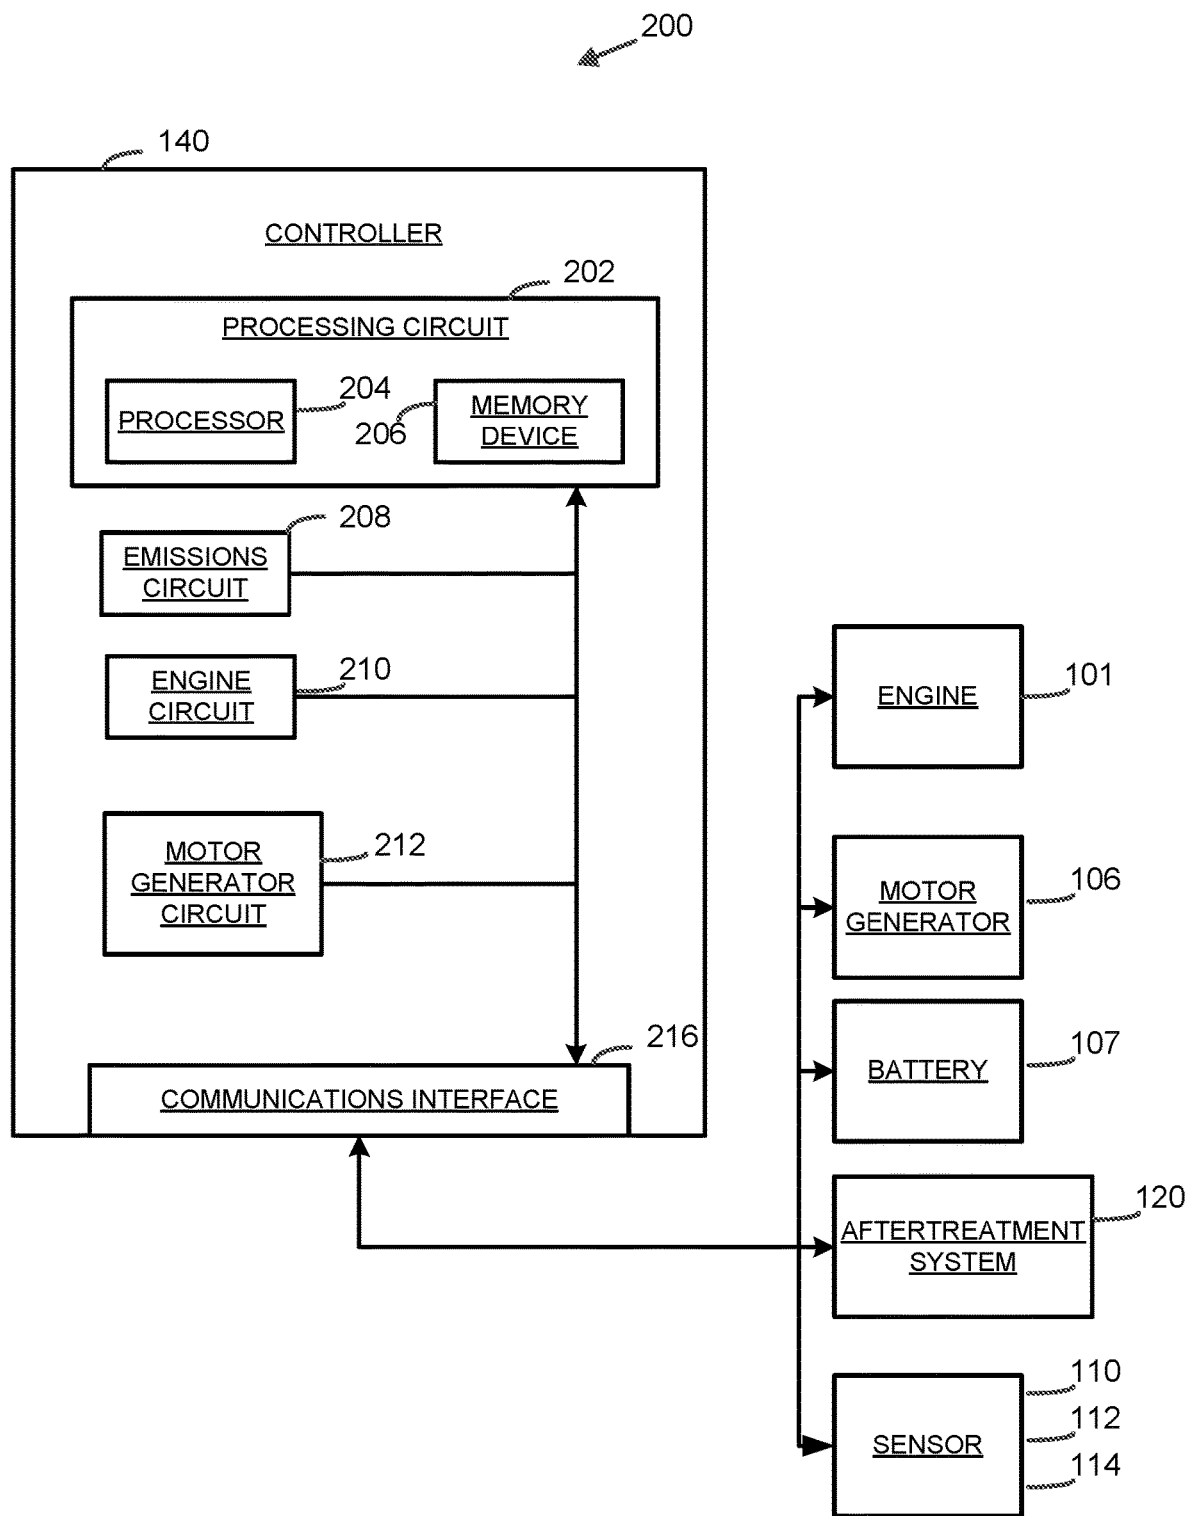 200
140
CONTROLLER
202
PROCESSING CIRCUIT
PROCESSOR
204
206
MEMORY
DEVICE
208
EMISSIONS
CIRCUIT
210
ENGINE
CIRCUIT
212
MOTOR
GENERATOR
CIRCUIT
216
COMMUNICATIONS INTERFACE
ENGINE
101
MOTOR
GENERATOR
106
BATTERY
107
AFTERTREATMENT
SYSTEM
120
SENSOR
110
112
114